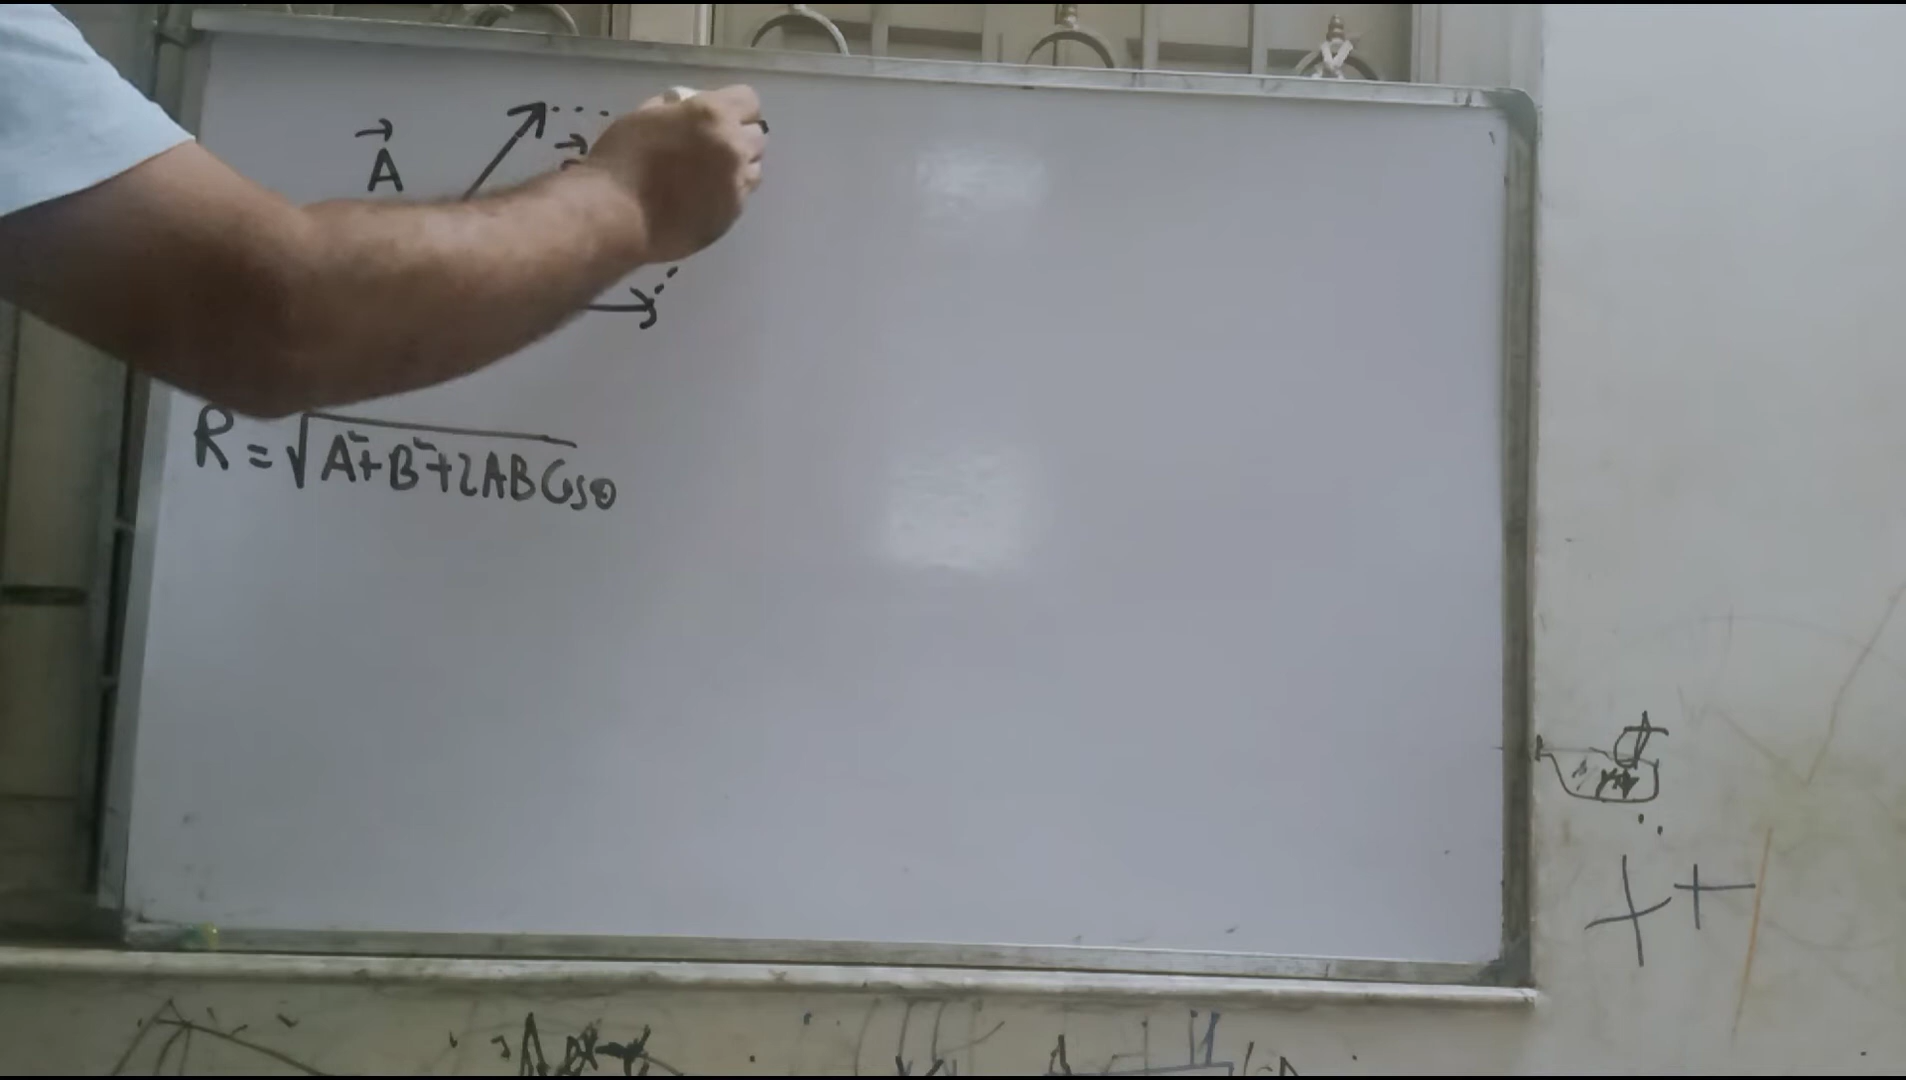 A
R = √A²+B²+2ABCosθ